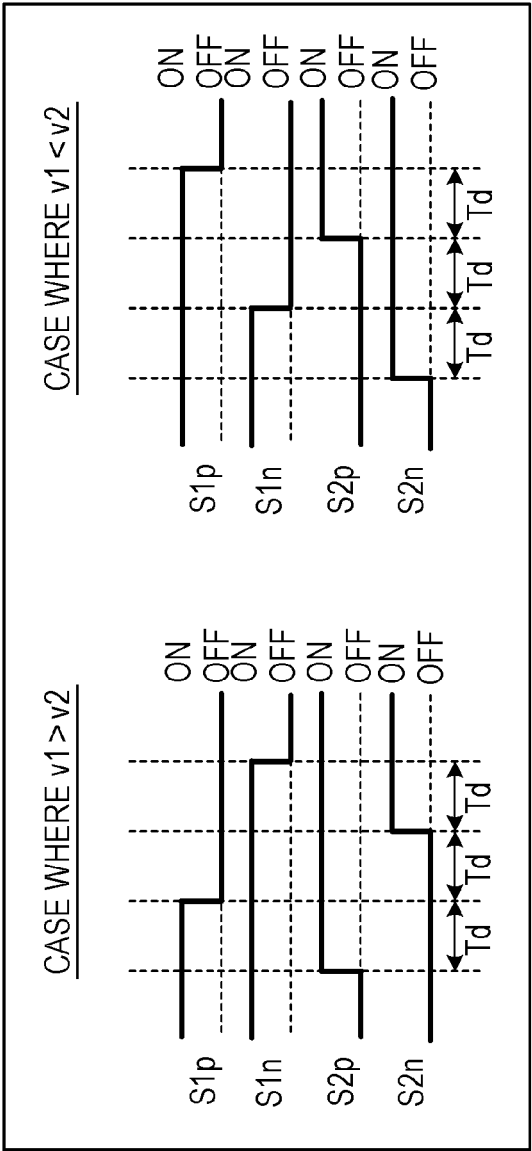 CASE WHERE v1 > v2
S1p
ON
OFF
S1n
ON
OFF
S2p
ON
OFF
S2n
ON
OFF
Td Td Td
CASE WHERE v1 < v2
S1p
ON
OFF
S1n
ON
OFF
S2p
ON
OFF
S2n
ON
OFF
Td Td Td